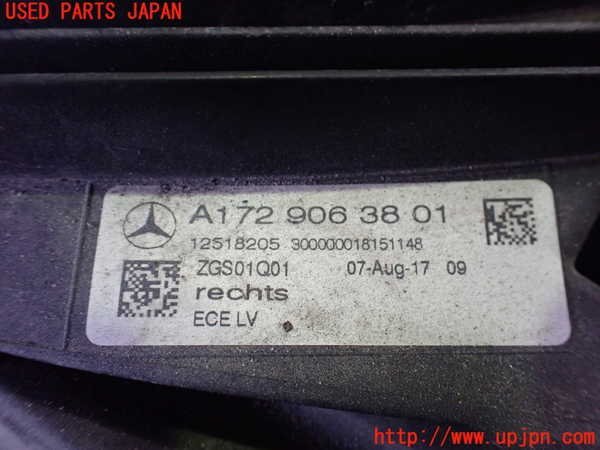 USED PARTS JAPAN
A 172 906 38 01
12518205 300000018151148
ZGS01Q01 07-Aug-17 09
rechts
ECE LV
http://www.upjpn.com/